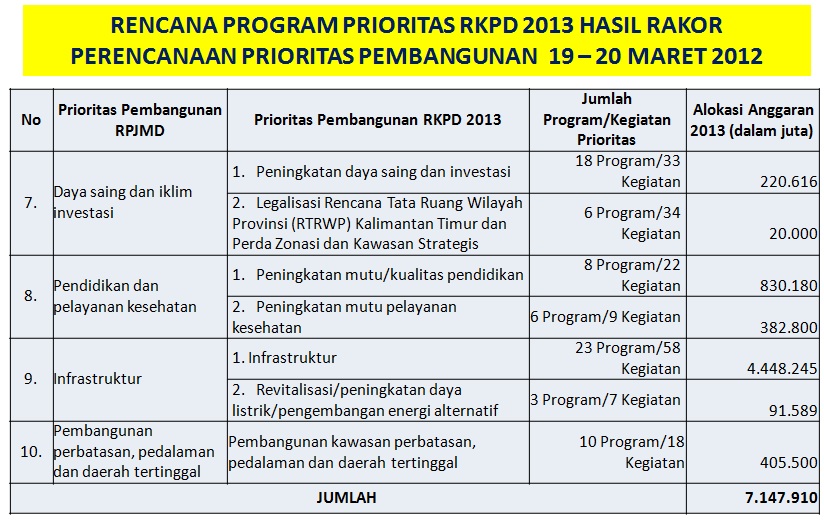 RENCANA PROGRAM PRIORITAS RKPD 2013 HASIL RAKOR
PERENCANAAN PRIORITAS PEMBANGUNAN 19 – 20 MARET 2012
No
Prioritas Pembangunan
RPJMD
Prioritas Pembangunan RKPD 2013
Jumlah
Program/Kegiatan
Prioritas
Alokasi Anggaran
2013 (dalam juta)
7.
Daya saing dan iklim
investasi
1. Peningkatan daya saing dan investasi
18 Program/33
Kegiatan
220.616
2. Legalisasi Rencana Tata Ruang Wilayah
Provinsi (RTRWP) Kalimantan Timur dan
Perda Zonasi dan Kawasan Strategis
6 Program/34
Kegiatan
20.000
8.
Pendidikan dan
pelayanan kesehatan
1. Peningkatan mutu/kualitas pendidikan
8 Program/22
Kegiatan
830.180
2. Peningkatan mutu pelayanan
kesehatan
6 Program/9 Kegiatan
382.800
9.
Infrastruktur
1. Infrastruktur
23 Program/58
Kegiatan
4.448.245
2. Revitalisasi/peningkatan daya
listrik/pengembangan energi alternatif
3 Program/7 Kegiatan
91.589
10.
Pembangunan
perbatasan, pedalaman
dan daerah tertinggal
Pembangunan kawasan perbatasan,
pedalaman dan daerah tertinggal
10 Program/18
Kegiatan
405.500
JUMLAH
7.147.910